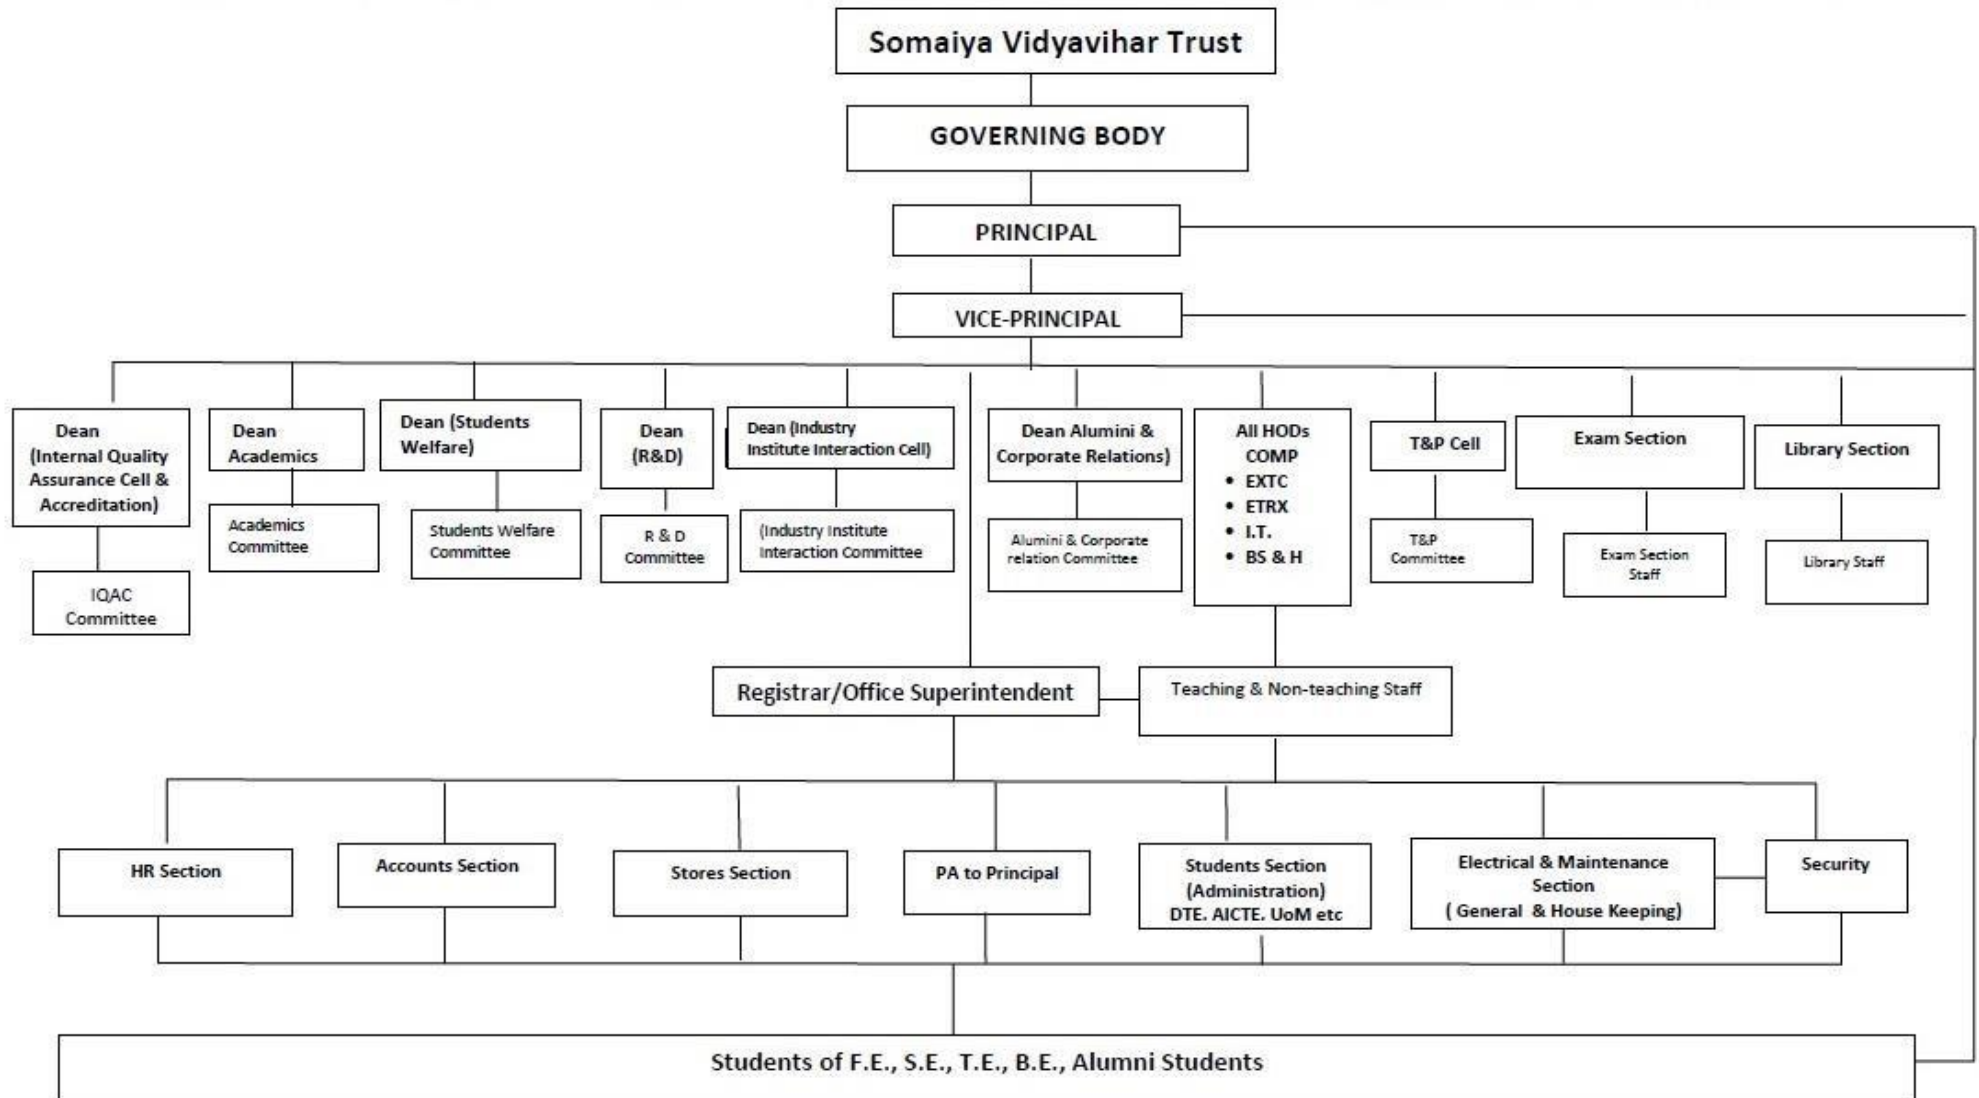 Somaiya Vidyavihar Trust
GOVERNING BODY
PRINCIPAL
VICE-PRINCIPAL
Dean
(Internal Quality
Assurance Cell &
Accreditation)
IQAC
Committee
Dean
Academics
Academics
Committee
Dean (Students
Welfare)
Students Welfare
Committee
Dean
(R&D)
R & D
Committee
Dean (Industry
Institute Interaction Cell)
(Industry Institute
Interaction Committee
Dean Alumini &
Corporate Relations)
Alumini & Corporate
relation Committee
All HODs
COMP
• EXTC
• ETRX
• I.T.
• BS & H
T&P Cell
T&P
Committee
Exam Section
Exam Section
Staff
Library Section
Library Staff
Registrar/Office Superintendent
Teaching & Non-teaching Staff
HR Section
Accounts Section
Stores Section
PA to Principal
Students Section
(Administration)
DTE. AICTE. UoM etc
Electrical & Maintenance
Section
( General & House Keeping)
Security
Students of F.E., S.E., T.E., B.E., Alumni Students